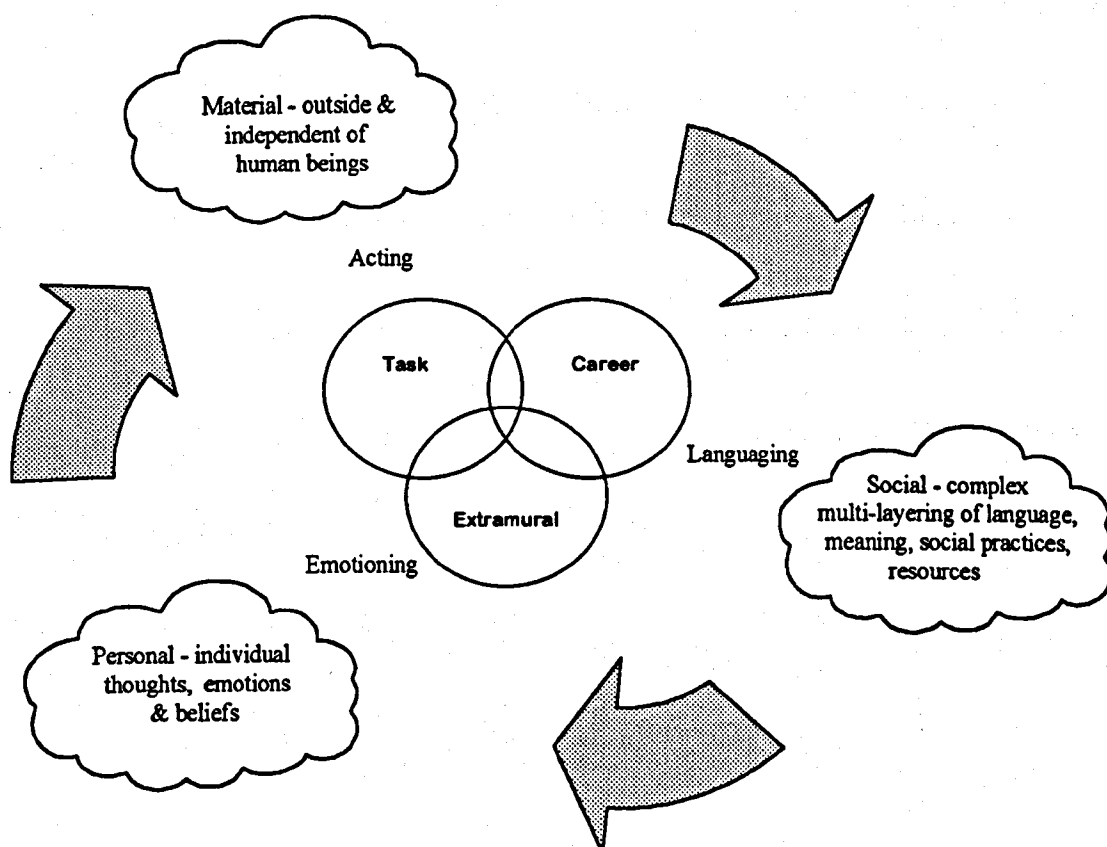 Material - outside &
independent of
human beings
Acting
Task
Career
Languaging
Social - complex
multi-layering of language,
meaning, social practices,
resources
Extramural
Emotioning
Personal - individual
thoughts, emotions
& beliefs